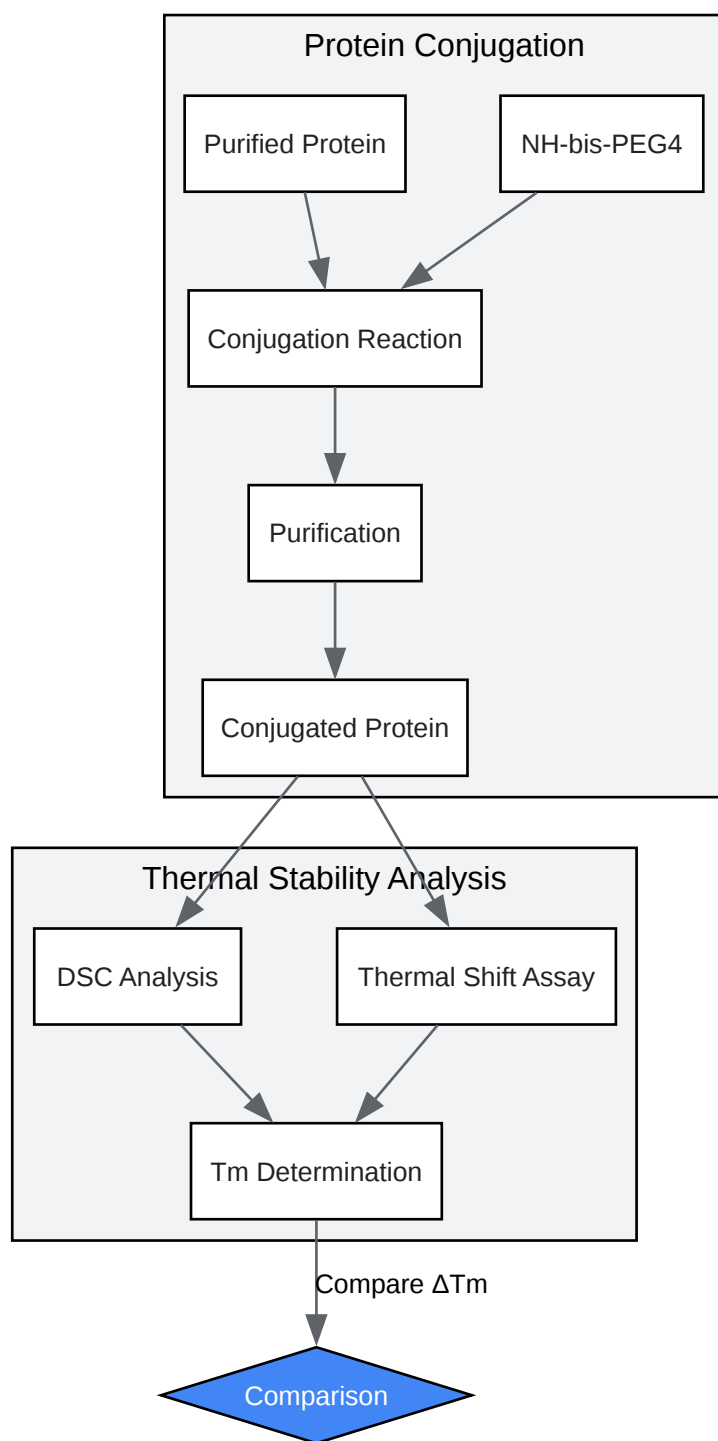 Protein Conjugation
Purified Protein
NH-bis-PEG4
Conjugation Reaction
Purification
Conjugated Protein
Thermal Stability Analysis
DSC Analysis
Thermal Shift Assay
Tm Determination
Compare ΔTm
Comparison